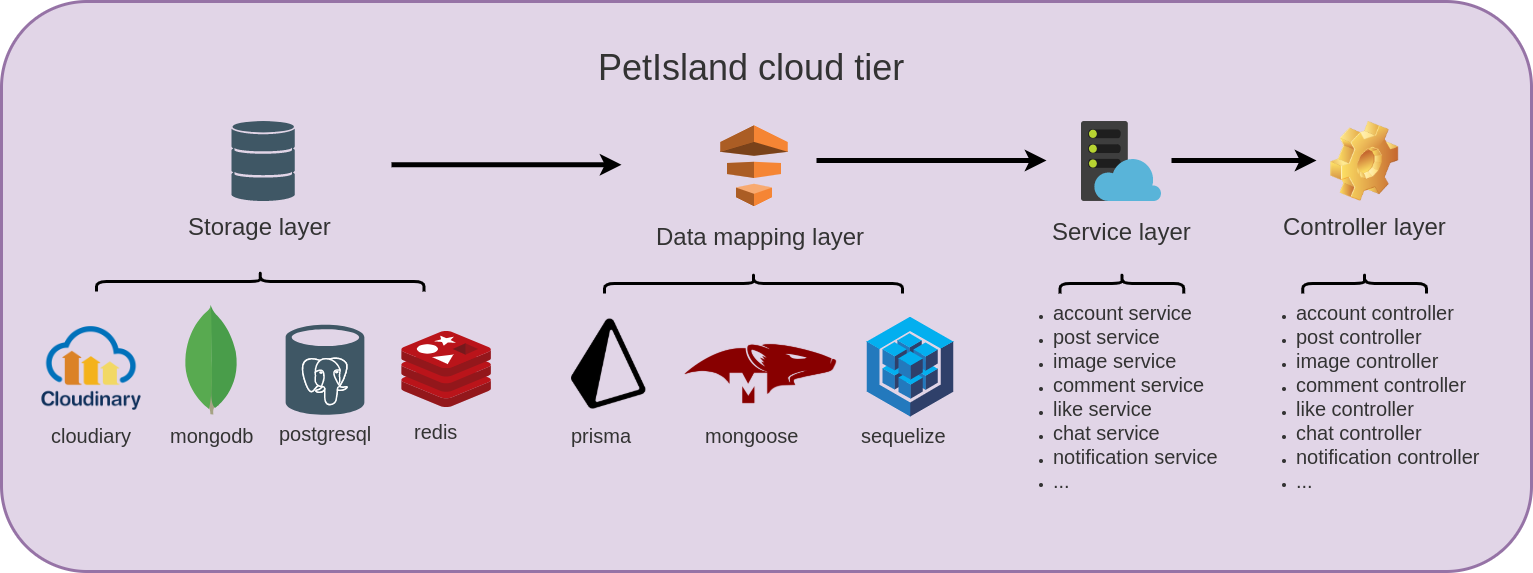 PetIsland cloud tier
Storage layer
Data mapping layer
Service layer
Controller layer
Cloudinary
cloudiary
mongodb
postgresql
redis
prisma
mongoose
sequelize
• account service
• post service
• image service
• comment service
• like service
• chat service
• notification service
• ...
• account controller
• post controller
• image controller
• comment controller
• like controller
• chat controller
• notification controller
• ...